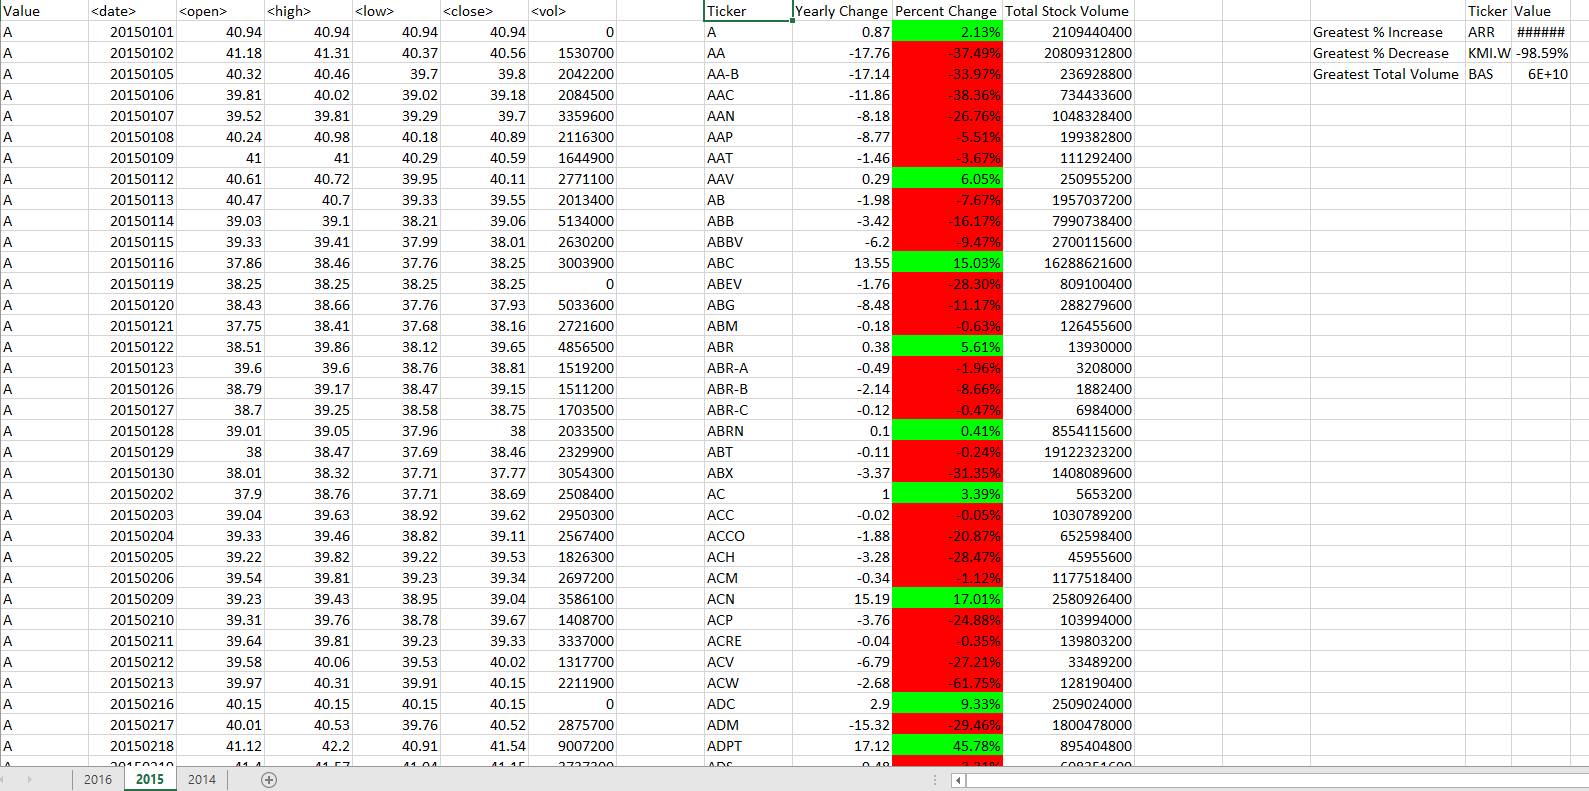 Value <date> <open> <high> <low> <close> <vol> Ticker Yearly Change Percent Change Total Stock Volume Ticker Value
A 20150101 40.94 40.94 40.94 40.94 0 A 0.87 2.13% 2109440400 Greatest % Increase ARR ######
A 20150102 41.18 41.31 40.37 40.56 1530700 AA -17.76 -37.49% 20809312800 Greatest % Decrease KMI.W -98.59%
A 20150105 40.32 40.46 39.7 39.8 2042200 AA-B -17.14 -33.97% 236928800 Greatest Total Volume BAS 6E+10
A 20150106 39.81 40.02 39.02 39.18 2084500 AAC -11.86 -38.36% 734433600
A 20150107 39.52 39.81 39.29 39.7 3359600 AAN -8.18 -26.76% 1048328400
A 20150108 40.24 40.98 40.18 40.89 2116300 AAP -8.77 -5.51% 199382800
A 20150109 41 41 40.29 40.59 1644900 AAT -1.46 -3.67% 111292400
A 20150112 40.61 40.72 39.95 40.11 2771100 AAV 0.29 6.05% 250955200
A 20150113 40.47 40.7 39.33 39.55 2013400 AB -1.98 -7.67% 1957037200
A 20150114 39.03 39.1 38.21 39.06 5134000 ABB -3.42 -16.17% 7990738400
A 20150115 39.33 39.41 37.99 38.01 2630200 ABBV -6.2 -9.47% 2700115600
A 20150116 37.86 38.46 37.76 38.25 3003900 ABC 13.55 15.03% 16288621600
A 20150119 38.25 38.25 38.25 38.25 0 ABEV -1.76 -28.30% 809100400
A 20150120 38.43 38.66 37.76 37.93 5033600 ABG -8.48 -11.17% 288279600
A 20150121 37.75 38.41 37.68 38.16 2721600 ABM -0.18 -0.63% 126455600
A 20150122 38.51 39.86 38.12 39.65 4856500 ABR 0.38 5.61% 13930000
A 20150123 39.6 39.6 38.76 38.81 1519200 ABR-A -0.49 -1.96% 3208000
A 20150126 38.79 39.17 38.47 39.15 1511200 ABR-B -2.14 -8.66% 1882400
A 20150127 38.7 39.25 38.58 38.75 1703500 ABR-C -0.12 -0.47% 6984000
A 20150128 39.01 39.05 37.96 38 2033500 ABRN 0.1 0.41% 8554115600
A 20150129 38 38.47 37.69 38.46 2329900 ABT -0.11 -0.24% 19122323200
A 20150130 38.01 38.32 37.71 37.77 3054300 ABX -3.37 -31.35% 1408089600
A 20150202 37.9 38.76 37.71 38.69 2508400 AC 1 3.39% 5653200
A 20150203 39.04 39.63 38.92 39.62 2950300 ACC -0.02 -0.05% 1030789200
A 20150204 39.33 39.46 38.82 39.11 2567400 ACCO -1.88 -20.87% 652598400
A 20150205 39.22 39.82 39.22 39.53 1826300 ACH -3.28 -28.47% 45955600
A 20150206 39.54 39.81 39.23 39.34 2697200 ACM -0.34 -1.12% 1177518400
A 20150209 39.23 39.43 38.95 39.04 3586100 ACN 15.19 17.01% 2580926400
A 20150210 39.31 39.76 38.78 39.67 1408700 ACP -3.76 -24.88% 103994000
A 20150211 39.64 39.81 39.23 39.33 3337000 ACRE -0.04 -0.35% 139803200
A 20150212 39.58 40.06 39.53 40.02 1317700 ACV -6.79 -27.21% 33489200
A 20150213 39.97 40.31 39.91 40.15 2211900 ACW -2.68 -61.75% 128190400
A 20150216 40.15 40.15 40.15 40.15 0 ADC 2.9 9.33% 2509024000
A 20150217 40.01 40.53 39.76 40.52 2875700 ADM -15.32 -29.46% 1800478000
A 20150218 41.12 42.2 40.91 41.54 9007200 ADPT 17.12 45.78% 895404800
2016 2015 2014